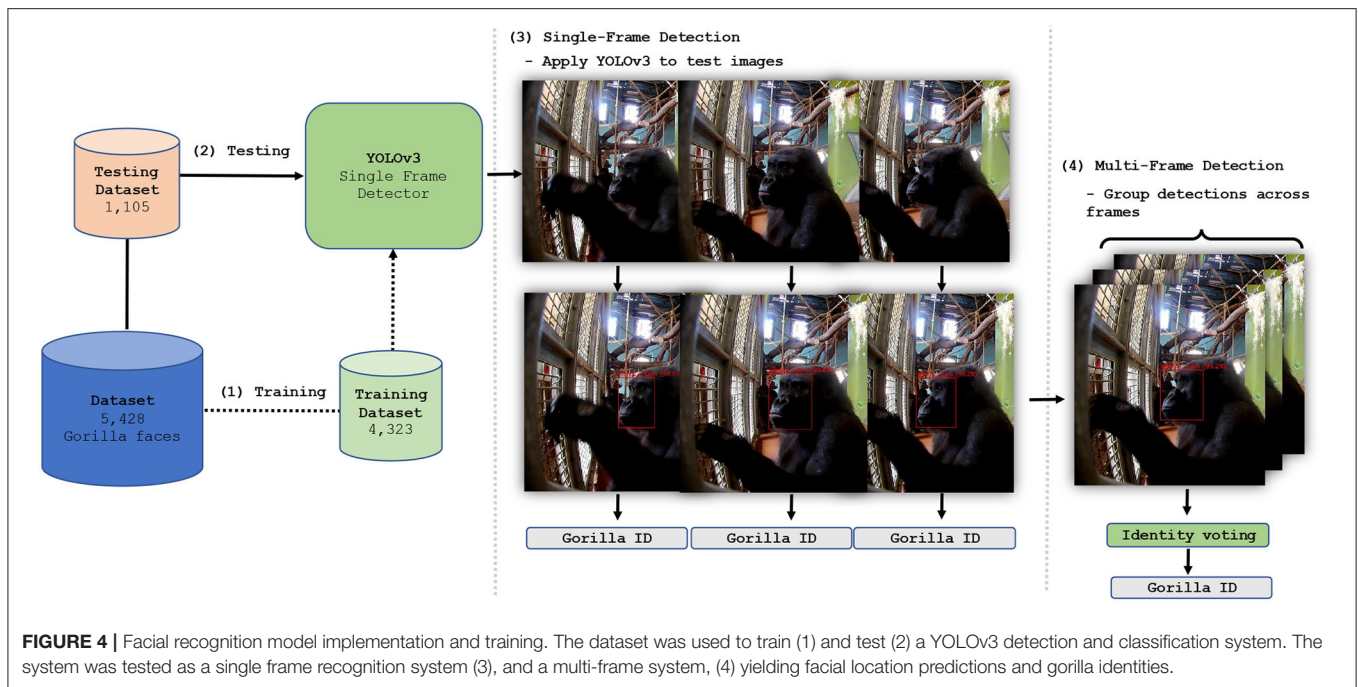 (3) Single-Frame Detection
- Apply YOLOv3 to test images
(2) Testing
Testing
Dataset
1,105
YOLOv3
Single Frame
Detector
(4) Multi-Frame Detection
- Group detections across
frames
Dataset
5,428
Gorilla faces
(1) Training
Training
Dataset
4,323
Gorilla ID
Gorilla ID
Gorilla ID
Identity voting
Gorilla ID
FIGURE 4 | Facial recognition model implementation and training. The dataset was used to train (1) and test (2) a YOLOv3 detection and classification system. The
system was tested as a single frame recognition system (3), and a multi-frame system, (4) yielding facial location predictions and gorilla identities.